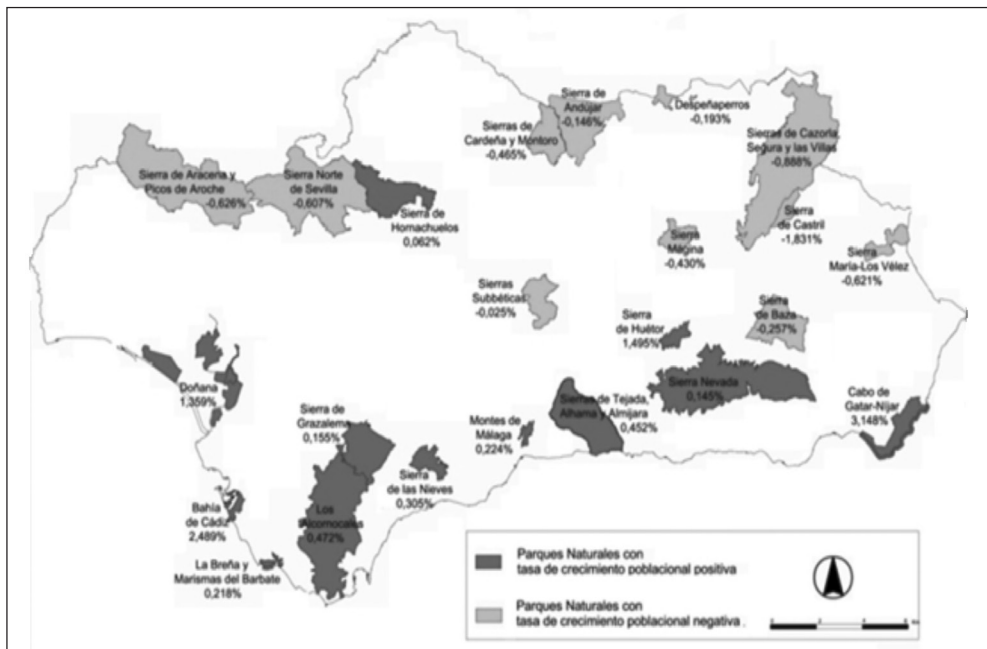 Sierra de
Andújar
-0,146%
Despeñaperros
-0,193%
Sierras de
Cardeña y Montoro
-0,465%
Sierras de Cazorla,
Segura y las Villas
-0,888%
Sierra de Aracena y
Picos de Aroche
-0,626%
Sierra Norte
de Sevilla
-0,607%
Sierra de
Hornachuelos
0,062%
Sierra
de Castril
-1,831%
Sierra
Mágina
-0,430%
Sierra
María-Los Vélez
-0,621%
Sierras
Subbéticas
-0,025%
Sierra
de Baza
-0,257%
Sierra
de Huétor
1,495%
Doñana
1,359%
Sierra Nevada
0,145%
Sierras de Tejada,
Alhama y Almijara
0,452%
Cabo de
Gatar-Níjar
3,148%
Sierra de
Grazalema
0,155%
Montes de
Málaga
0,224%
Sierra
de las Nieves
0,305%
Bahía
de Cádiz
2,489%
Los
Alcornocales
0,472%
La Breña y
Marismas del Barbate
0,218%
Parques Naturales con
tasa de crecimiento poblacional positiva
Parques Naturales con
tasa de crecimiento poblacional negativa .